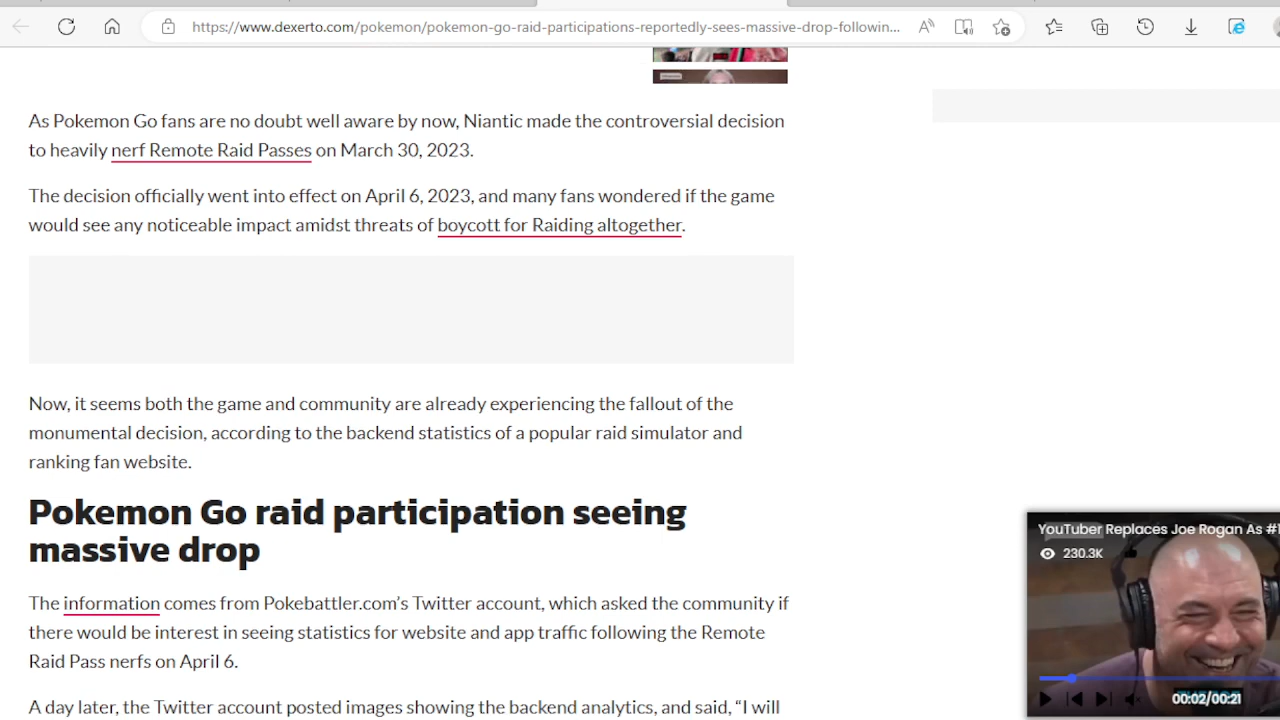 https://www.dexerto.com/pokemon/pokemon-go-raid-participations-reportedly-sees-massive-drop-followin...
As Pokemon Go fans are no doubt well aware by now, Niantic made the controversial decision
to heavily nerf Remote Raid Passes on March 30, 2023.
The decision officially went into effect on April 6, 2023, and many fans wondered if the game
would see any noticeable impact amidst threats of boycott for Raiding altogether.
Now, it seems both the game and community are already experiencing the fallout of the
monumental decision, according to the backend statistics of a popular raid simulator and
ranking fan website.
Pokemon Go raid participation seeing
massive drop
The information comes from Pokebattler.com’s Twitter account, which asked the community if
there would be interest in seeing statistics for website and app traffic following the Remote
Raid Pass nerfs on April 6.
A day later, the Twitter account posted images showing the backend analytics, and said, “I will
YouTuber Replaces Joe Rogan As #1
230.3K
00:02/00:21